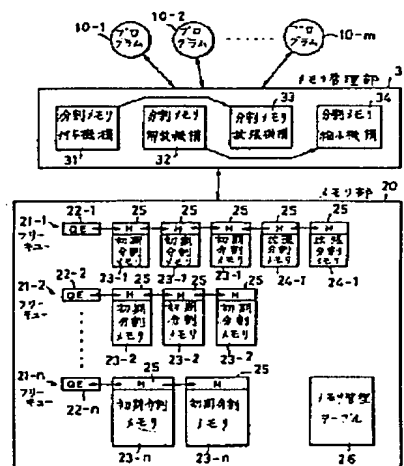 10-1 10-2 10-m
プログラム プログラム ...... プログラム
メモリ管理部 3
33 34
分割メモリ付与機構 分割メモリ解放機構 分割メモリ拡張機構 分割メモリ縮小機構
31 32
メモリ部 20
22-1 25 25 25 25 25
21-1 QE H H H H H
フリーキュー 初期分割メモリ 初期分割メモリ 初期分割メモリ 拡張分割メモリ 拡張分割メモリ
22-2 23-1 23-1 23-1 24-1 24-1
25
21-2 QE H H H
フリーキュー 初期分割メモリ 初期分割メモリ 初期分割メモリ
23-2 23-2 23-2
25 25
21-n QE H H
フリーキュー 22-n 初期分割メモリ 初期分割メモリ メモリ管理テーブル
23-n 23-n 26